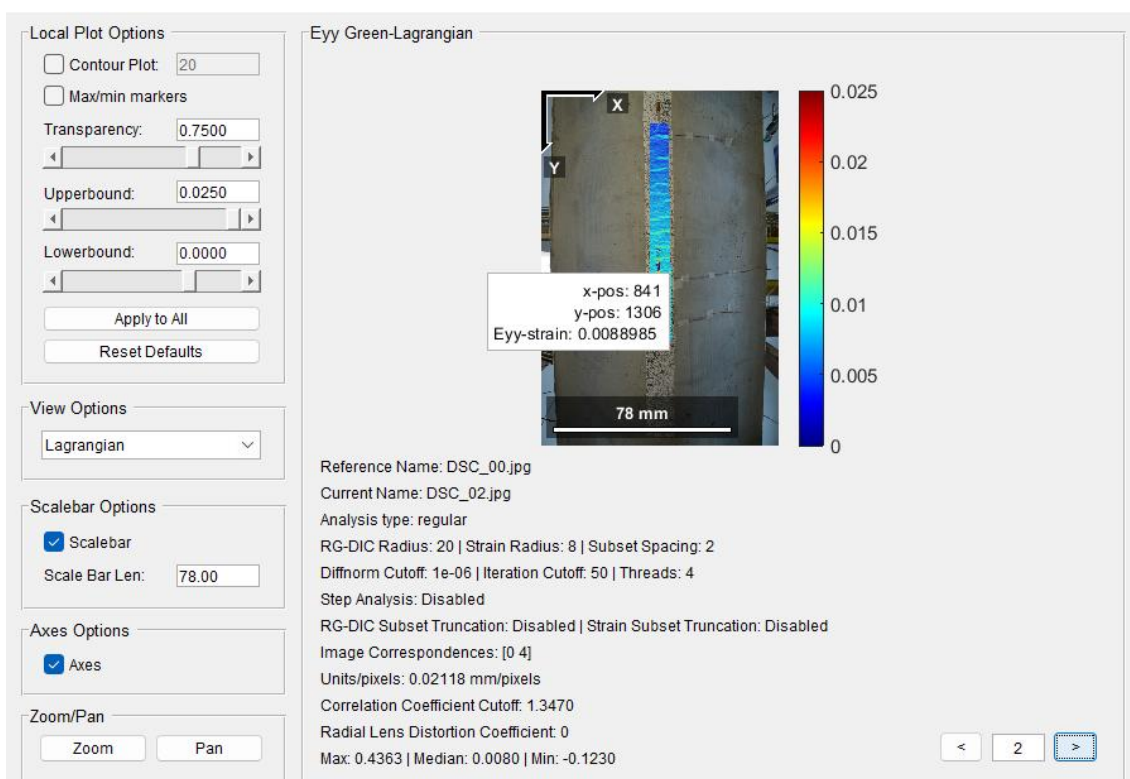 Local Plot Options
Contour Plot: 20
Max/min markers
Transparency: 0.7500
Upperbound: 0.0250
Lowerbound: 0.0000
Apply to All
Reset Defaults
View Options
Lagrangian
Scalebar Options
Scalebar
Scale Bar Len: 78.00
Axes Options
Axes
Zoom/Pan
Zoom Pan
Eyy Green-Lagrangian
X
Y
x-pos: 841
y-pos: 1306
Eyy-strain: 0.0088985
78 mm
0.025
0.02
0.015
0.01
0.005
0
Reference Name: DSC_00.jpg
Current Name: DSC_02.jpg
Analysis type: regular
RG-DIC Radius: 20 | Strain Radius: 8 | Subset Spacing: 2
Diffnorm Cutoff: 1e-06 | Iteration Cutoff: 50 | Threads: 4
Step Analysis: Disabled
RG-DIC Subset Truncation: Disabled | Strain Subset Truncation: Disabled
Image Correspondences: [0 4]
Units/pixels: 0.02118 mm/pixels
Correlation Coefficient Cutoff: 1.3470
Radial Lens Distortion Coefficient: 0
Max: 0.4363 | Median: 0.0080 | Min: -0.1230
< 2 >